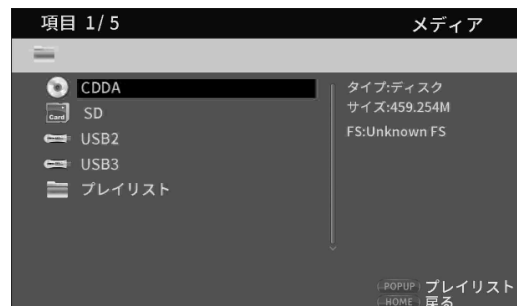 項目 1/5
メディア
CDDA
Card SD
USB2
USB3
プレイリスト
タイプ:ディスク
サイズ:459.254M
FS:Unknown FS
POPUP プレイリスト
HOME 戻る